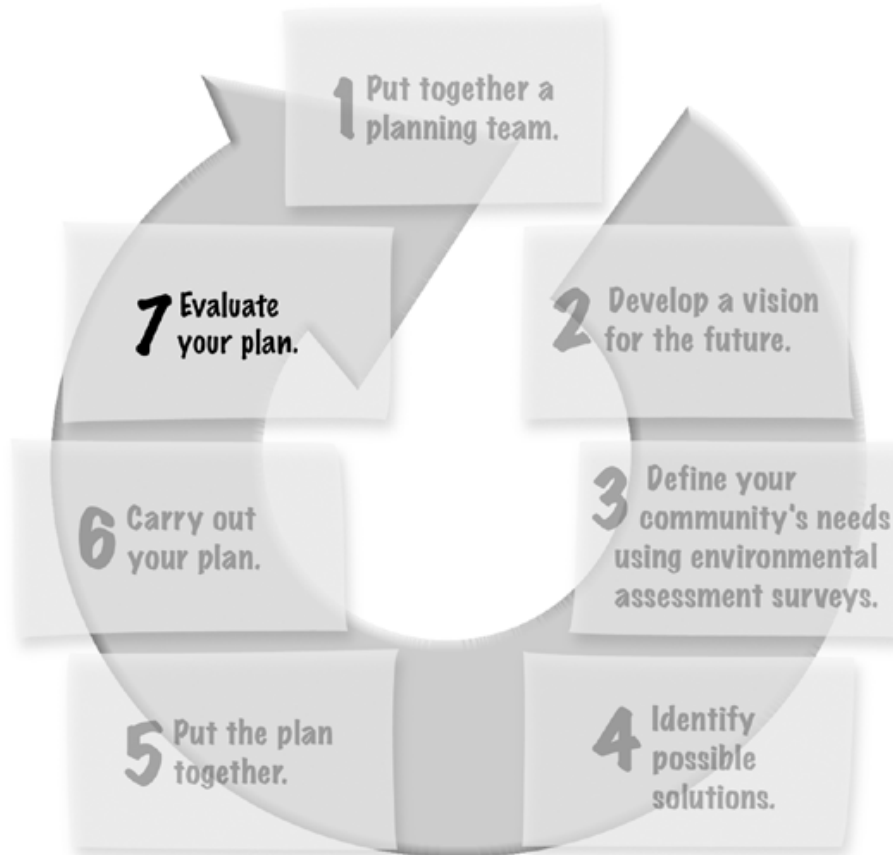 1 Put together a
planning team.
2 Develop a vision
for the future.
3 Define your
community's needs
using environmental
assessment surveys.
4 Identify
possible
solutions.
5 Put the plan
together.
6 Carry out
your plan.
7 Evaluate
your plan.